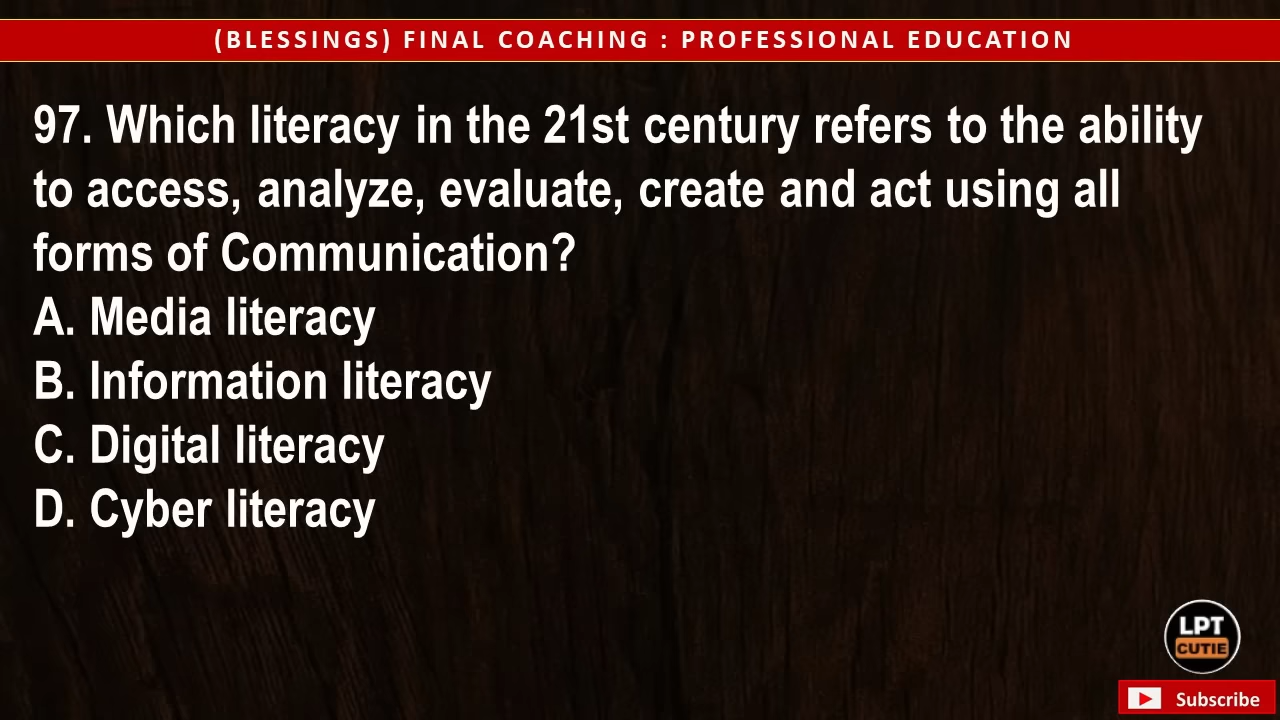 (BLESSINGS) FINAL COACHING : PROFESSIONAL EDUCATION
97. Which literacy in the 21st century refers to the ability
to access, analyze, evaluate, create and act using all
forms of Communication?
A. Media literacy
B. Information literacy
C. Digital literacy
D. Cyber literacy
LPT
CUTIE
Subscribe